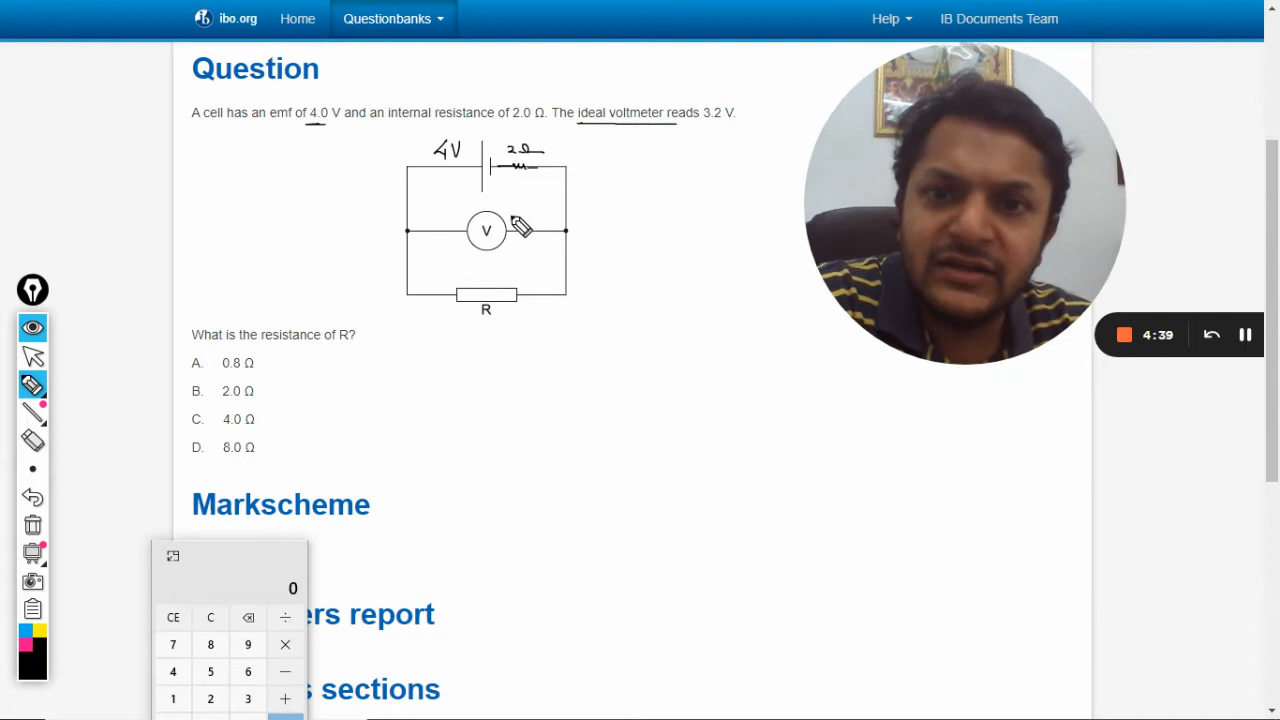 ibo.org Home Questionbanks Help IB Documents Team
Question
A cell has an emf of 4.0 V and an internal resistance of 2.0 Ω. The ideal voltmeter reads 3.2 V.
4V 2Ω
V
R
What is the resistance of R?
4:39
A. 0.8 Ω
B. 2.0 Ω
C. 4.0 Ω
D. 8.0 Ω
Markscheme
0
ers report
CE C ÷
7 8 9 ×
4 5 6 −
s sections
1 2 3 +